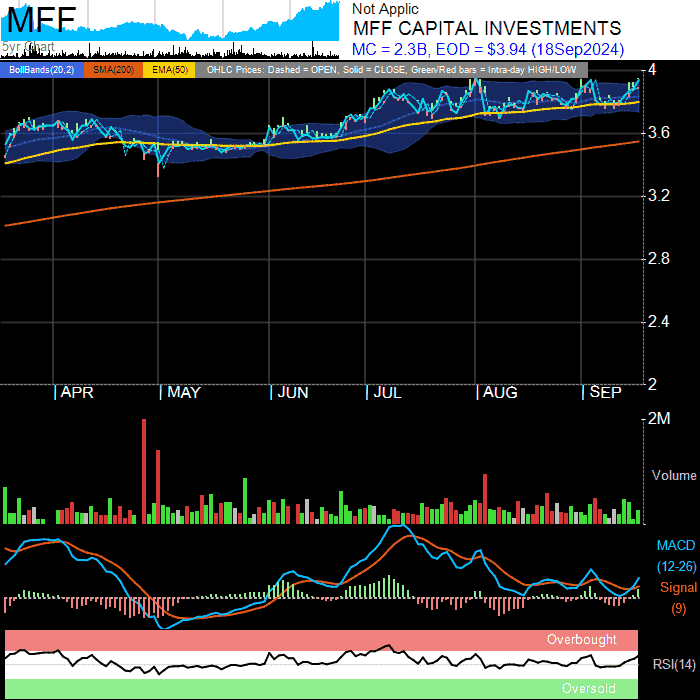 MFF
5yr Chart
Not Applic
MFF CAPITAL INVESTMENTS
MC = 2.3B, EOD = $3.94 (18Sep2024)
BollBands(20,2) SMA(200) EMA(50) OHLC Prices: Dashed = OPEN, Solid = CLOSE, Green/Red bars = Intra-day HIGH/LOW
4
3.6
3.2
2.8
2.4
2
APR MAY JUN JUL AUG SEP
2M
Volume
MACD
(12-26)
Signal
(9)
Overbought
RSI(14)
Oversold